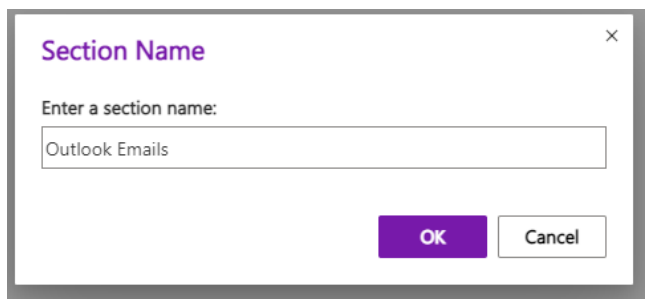 Section Name
Enter a section name:
Outlook Emails
OK
Cancel